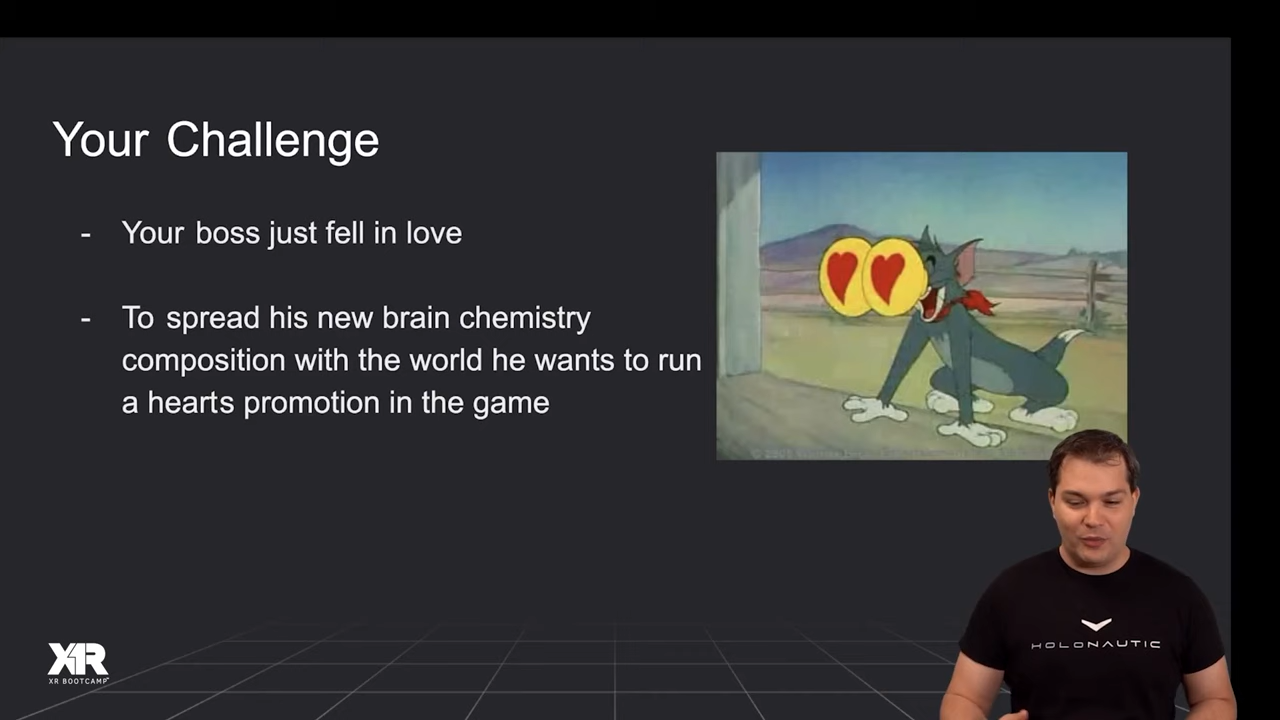 Your Challenge
- Your boss just fell in love
- To spread his new brain chemistry
composition with the world he wants to run
a hearts promotion in the game
HOLONAUTIC
XR
XR BOOTCAMP